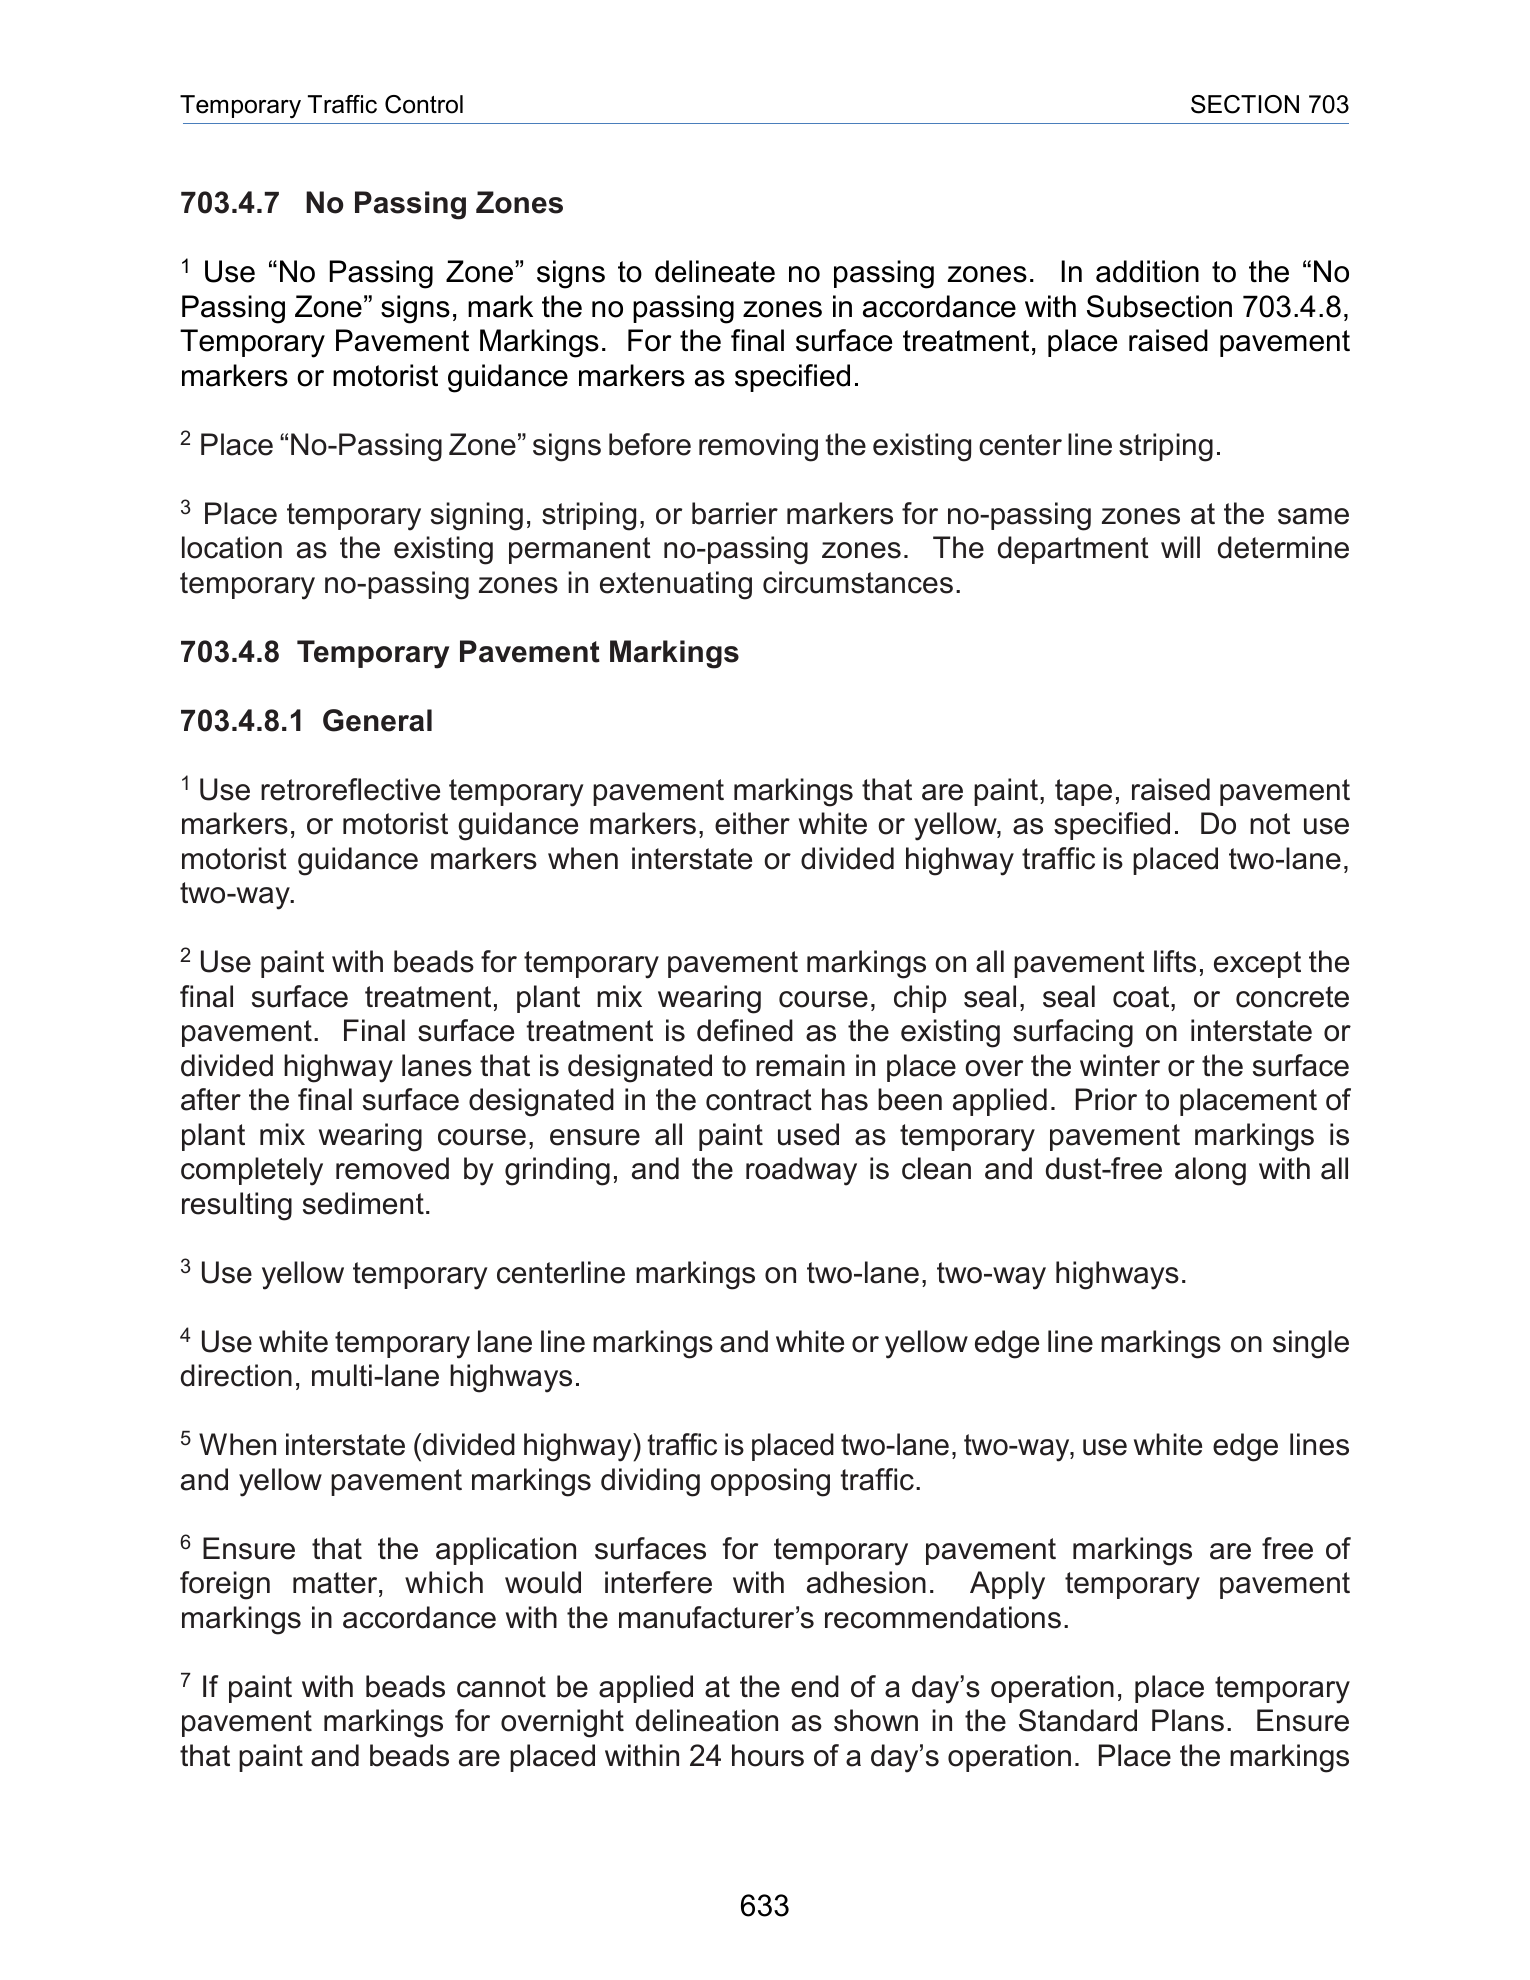 Temporary Traffic Control SECTION 703
703.4.7 No Passing Zones
1 Use “No Passing Zone” signs to delineate no passing zones. In addition to the “No
Passing Zone” signs, mark the no passing zones in accordance with Subsection 703.4.8,
Temporary Pavement Markings. For the final surface treatment, place raised pavement
markers or motorist guidance markers as specified.
2 Place “No-Passing Zone” signs before removing the existing center line striping.
3 Place temporary signing, striping, or barrier markers for no-passing zones at the same
location as the existing permanent no-passing zones. The department will determine
temporary no-passing zones in extenuating circumstances.
703.4.8 Temporary Pavement Markings
703.4.8.1 General
1 Use retroreflective temporary pavement markings that are paint, tape, raised pavement
markers, or motorist guidance markers, either white or yellow, as specified. Do not use
motorist guidance markers when interstate or divided highway traffic is placed two-lane,
two-way.
2 Use paint with beads for temporary pavement markings on all pavement lifts, except the
final surface treatment, plant mix wearing course, chip seal, seal coat, or concrete
pavement. Final surface treatment is defined as the existing surfacing on interstate or
divided highway lanes that is designated to remain in place over the winter or the surface
after the final surface designated in the contract has been applied. Prior to placement of
plant mix wearing course, ensure all paint used as temporary pavement markings is
completely removed by grinding, and the roadway is clean and dust-free along with all
resulting sediment.
3 Use yellow temporary centerline markings on two-lane, two-way highways.
4 Use white temporary lane line markings and white or yellow edge line markings on single
direction, multi-lane highways.
5 When interstate (divided highway) traffic is placed two-lane, two-way, use white edge lines
and yellow pavement markings dividing opposing traffic.
6 Ensure that the application surfaces for temporary pavement markings are free of
foreign matter, which would interfere with adhesion. Apply temporary pavement
markings in accordance with the manufacturer’s recommendations.
7 If paint with beads cannot be applied at the end of a day’s operation, place temporary
pavement markings for overnight delineation as shown in the Standard Plans. Ensure
that paint and beads are placed within 24 hours of a day’s operation. Place the markings
633